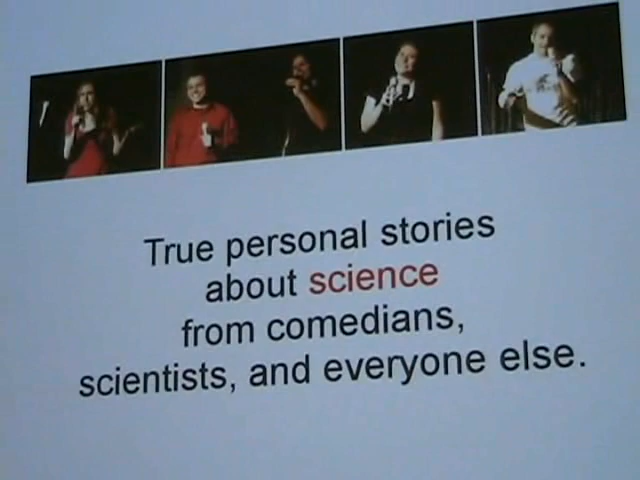 True personal stories
about science
from comedians,
scientists, and everyone else.